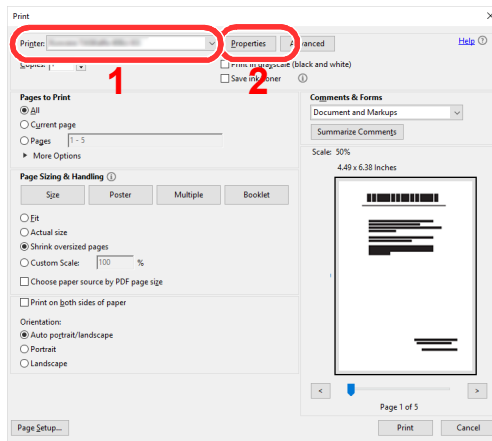 Print
Printer:
Properties
Advanced
Help
Copies:
1
2
Print in grayscale (black and white)
Save ink/toner
Pages to Print
All
Current page
Pages 1 - 5
More Options
Comments & Forms
Document and Markups
Summarize Comments
Page Sizing & Handling
Size Poster Multiple Booklet
Fit
Actual size
Shrink oversized pages
Custom Scale: 100 %
Choose paper source by PDF page size
Print on both sides of paper
Orientation:
Auto portrait/landscape
Portrait
Landscape
Scale: 50%
4.49 x 6.38 Inches
< >
Page 1 of 5
Page Setup...
Print Cancel